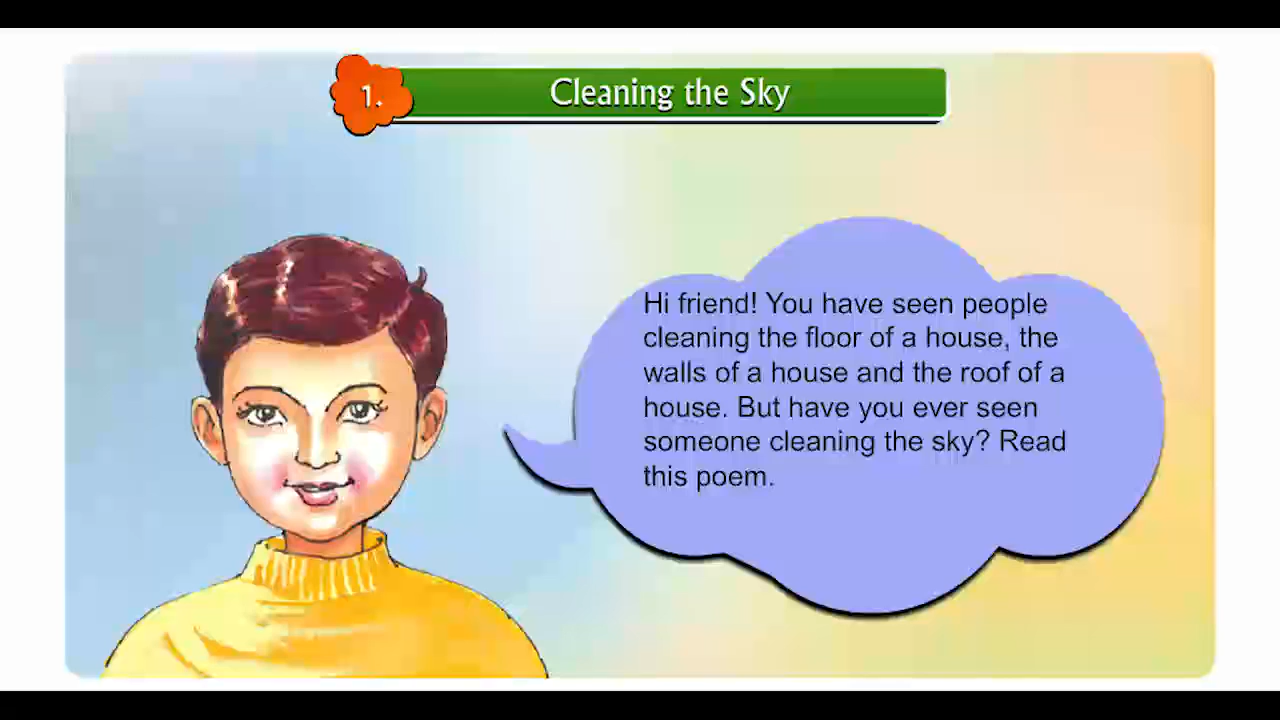 1.
Cleaning the Sky
Hi friend! You have seen people
cleaning the floor of a house, the
walls of a house and the roof of a
house. But have you ever seen
someone cleaning the sky? Read
this poem.